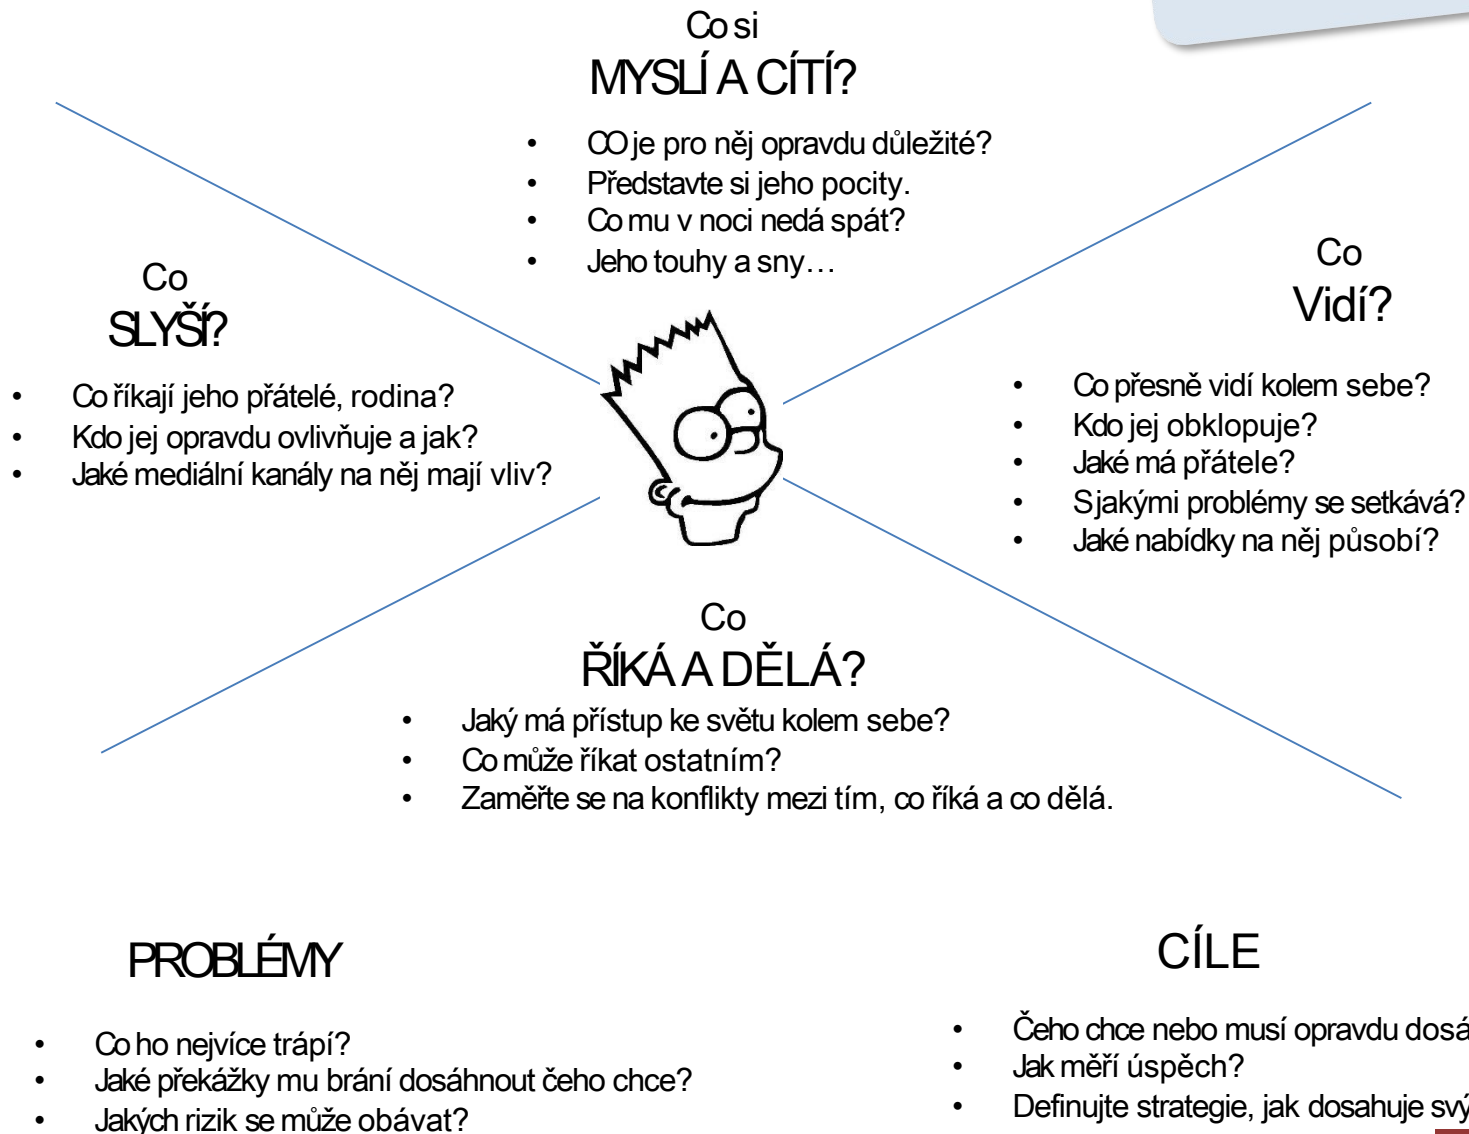 Co si
MYSLÍ A CÍTÍ?
• CO je pro něj opravdu důležité?
• Představte si jeho pocity.
• Co mu v noci nedá spát?
• Jeho touhy a sny…
Co
SLYŠÍ?
• Co říkají jeho přátelé, rodina?
• Kdo jej opravdu ovlivňuje a jak?
• Jaké mediální kanály na něj mají vliv?
Co
Vidí?
• Co přesně vidí kolem sebe?
• Kdo jej obklopuje?
• Jaké má přátele?
• S jakými problémy se setkává?
• Jaké nabídky na něj působí?
Co
ŘÍKÁ A DĚLÁ?
• Jaký má přístup ke světu kolem sebe?
• Co může říkat ostatním?
• Zaměřte se na konflikty mezi tím, co říká a co dělá.
PROBLÉMY
• Co ho nejvíce trápí?
• Jaké překážky mu brání dosáhnout čeho chce?
• Jakých rizik se může obávat?
CÍLE
• Čeho chce nebo musí opravdu dosá
• Jak měří úspěch?
• Definujte strategie, jak dosahuje svý